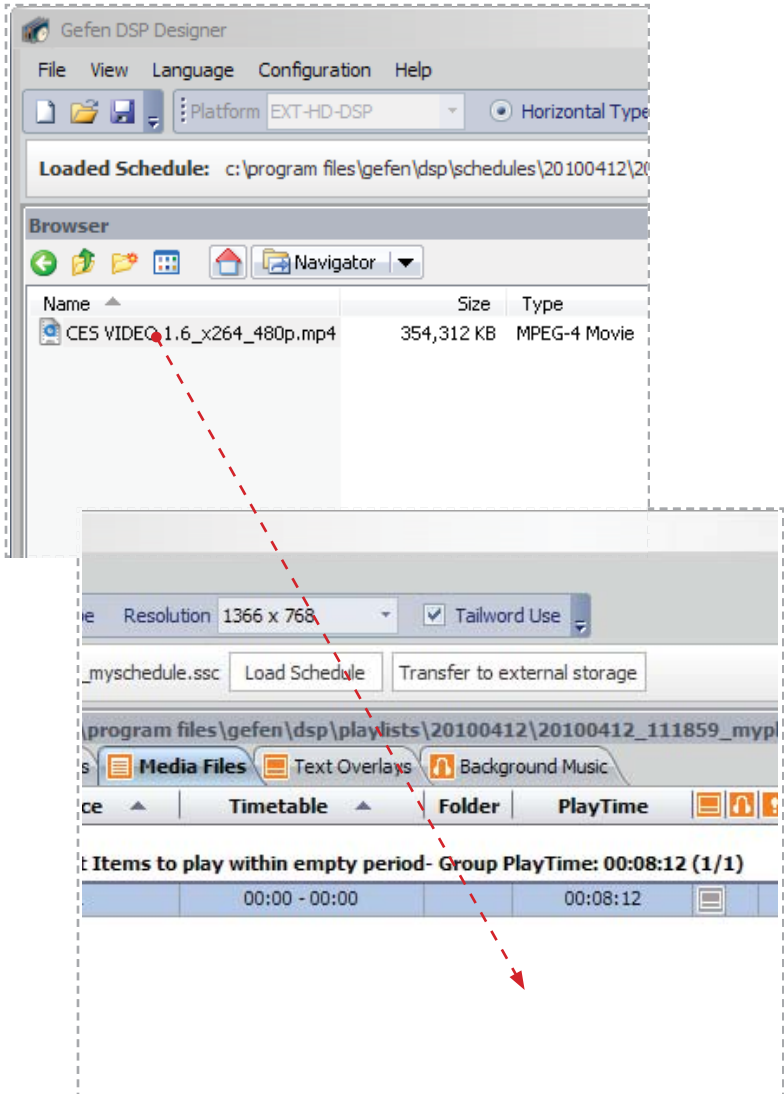 Gefen DSP Designer
File View Language Configuration Help
Platform EXT-HD-DSP Horizontal Type
Loaded Schedule: c:\program files\gefen\dsp\schedules\20100412\20
Browser
Navigator
Name Size Type
CES VIDEO 1.6_x264_480p.mp4 354,312 KB MPEG-4 Movie
e Resolution 1366 x 768 Tailword Use
_myschedule.ssc Load Schedule Transfer to external storage
\program files\gefen\dsp\playlists\20100412\20100412_111859_mypl
s Media Files Text Overlays Background Music
ce Timetable Folder PlayTime
t Items to play within empty period- Group PlayTime: 00:08:12 (1/1)
00:00 - 00:00 00:08:12